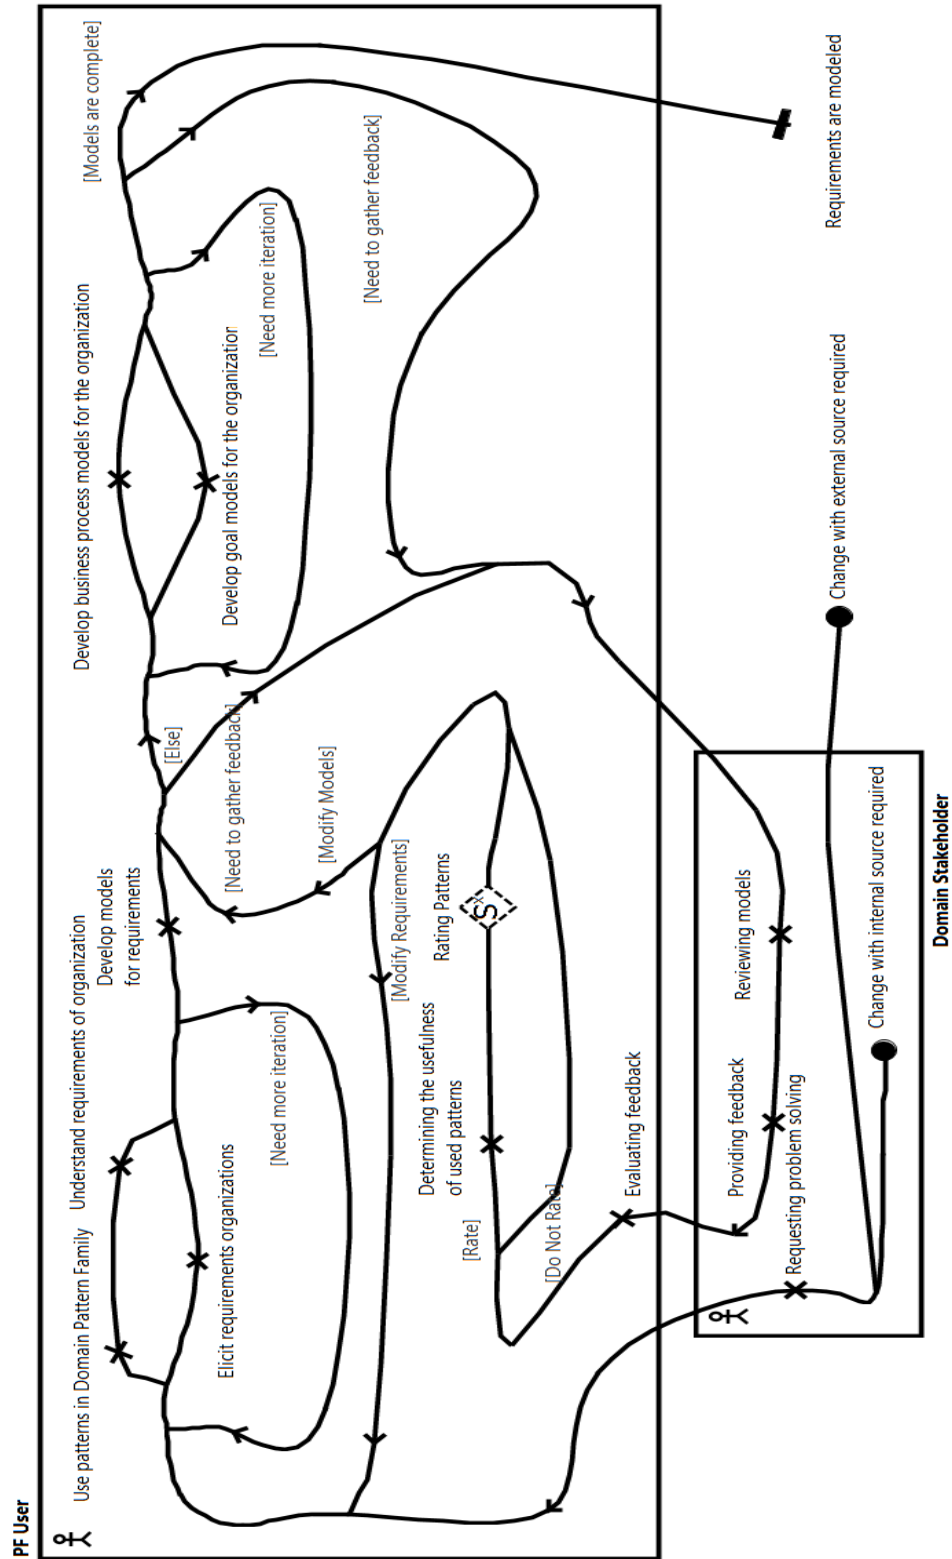 PF User
Use patterns in Domain Pattern Family
Understand requirements of organization
Develop models
for requirements
Develop business process models for the organization
[Models are complete]
Elicit requirements organizations
[Need more iteration]
[Else]
[Need to gather feedback]
[Modify Models]
Develop goal models for the organization
[Need more iteration]
[Need to gather feedback]
[Modify Requirements]
[Rate]
Determining the usefulness
of used patterns
Rating Patterns
S
x
[Do Not Rate]
Evaluating feedback
Providing feedback
Reviewing models
Requesting problem solving
Change with internal source required
Change with external source required
Requirements are modeled
Domain Stakeholder